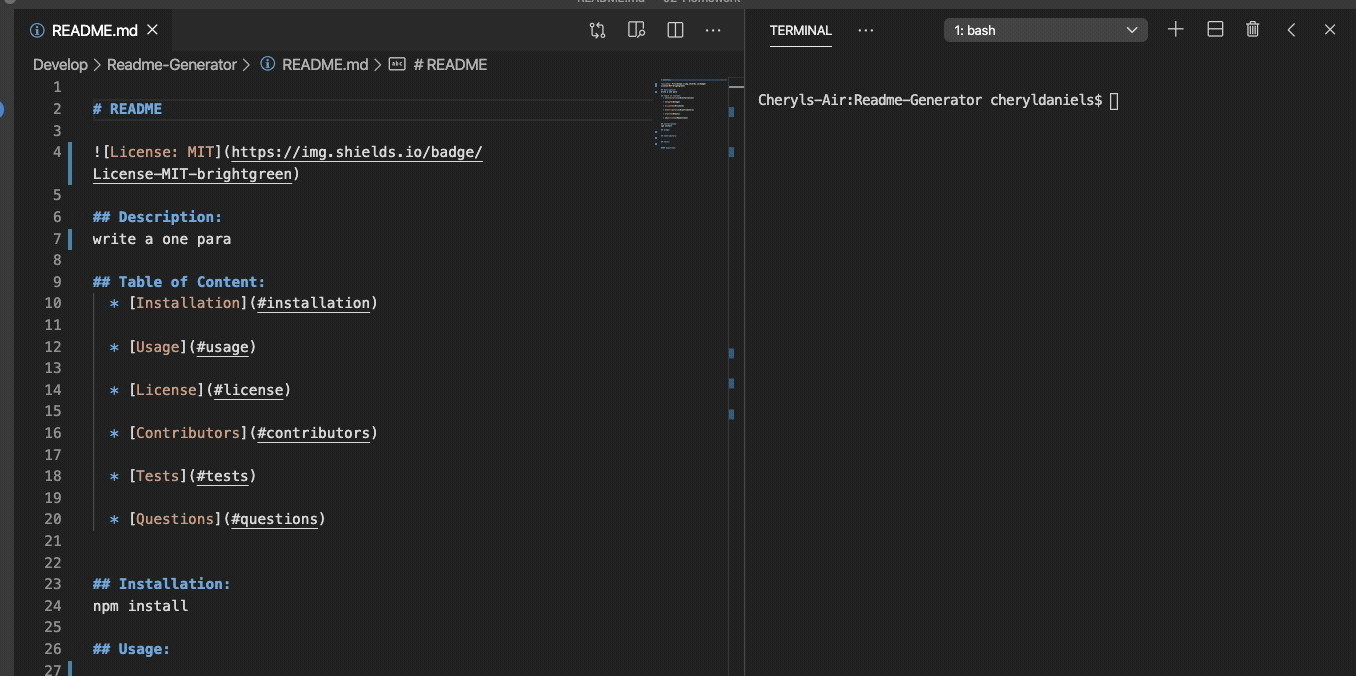 README.md
TERMINAL
1: bash
Develop > Readme-Generator > README.md > abc # README
Cheryls-Air:Readme-Generator cheryldaniels$
1
2 # README
3
4 ![License: MIT](https://img.shields.io/badge/
License-MIT-brightgreen)
5
6 ## Description:
7 write a one para
8
9 ## Table of Content:
10 * [Installation](#installation)
11
12 * [Usage](#usage)
13
14 * [License](#license)
15
16 * [Contributors](#contributors)
17
18 * [Tests](#tests)
19
20 * [Questions](#questions)
21
22
23 ## Installation:
24 npm install
25
26 ## Usage:
27